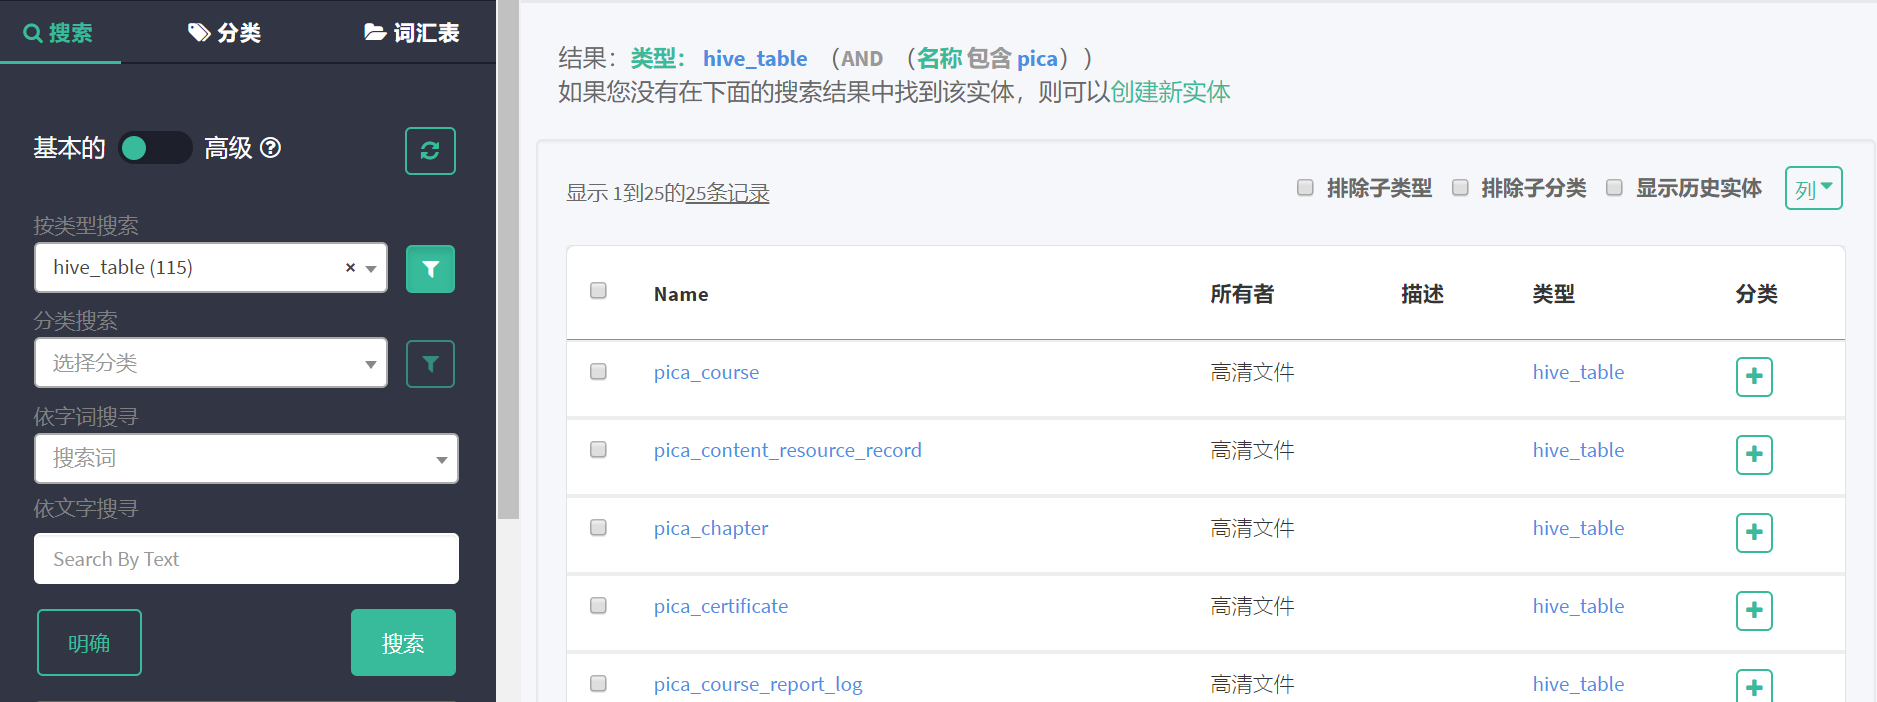 搜索 分类 词汇表
基本的 高级
按类型搜索
hive_table (115) ×
分类搜索
选择分类
依字词搜寻
搜索词
依文字搜寻
Search By Text
明确 搜索
结果：类型： hive_table （AND （名称 包含 pica））
如果您没有在下面的搜索结果中找到该实体，则可以创建新实体
显示 1到25的25条记录
排除子类型 排除子分类 显示历史实体 列
Name 所有者 描述 类型 分类
pica_course 高清文件 hive_table
pica_content_resource_record 高清文件 hive_table
pica_chapter 高清文件 hive_table
pica_certificate 高清文件 hive_table
pica_course_report_log 高清文件 hive_table